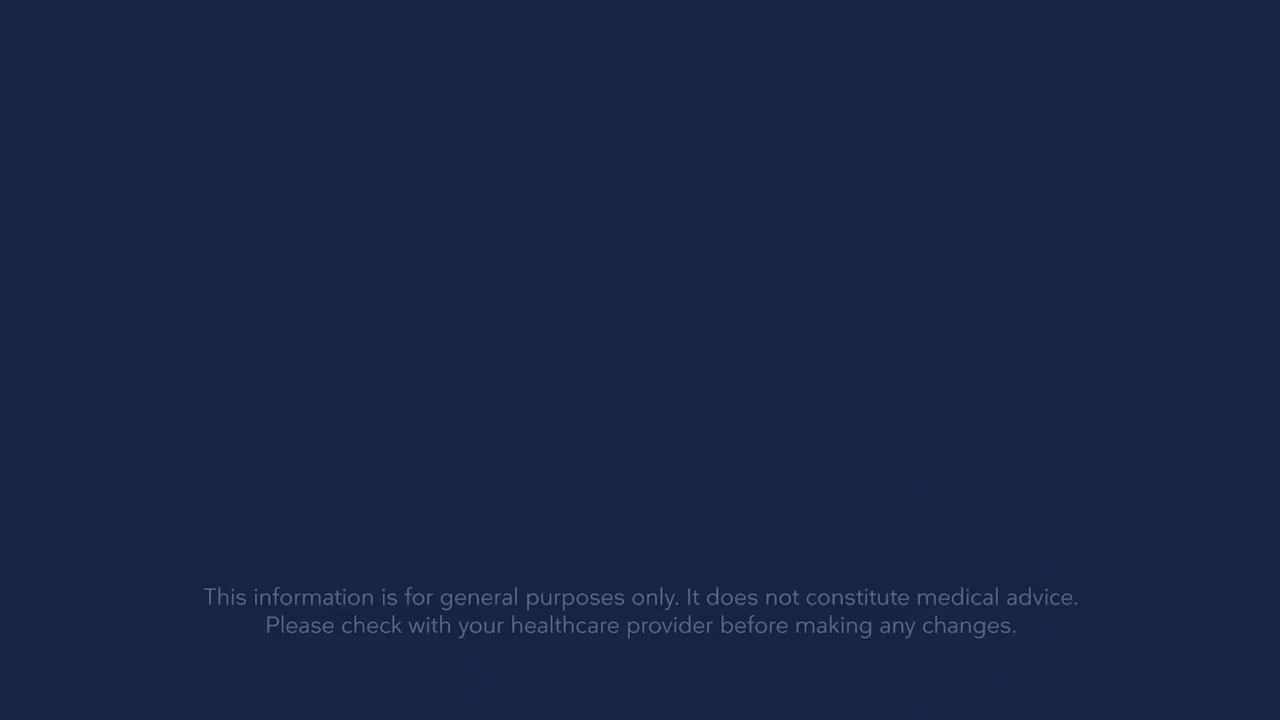 This information is for general purposes only. It does not constitute medical advice.
Please check with your healthcare provider before making any changes.